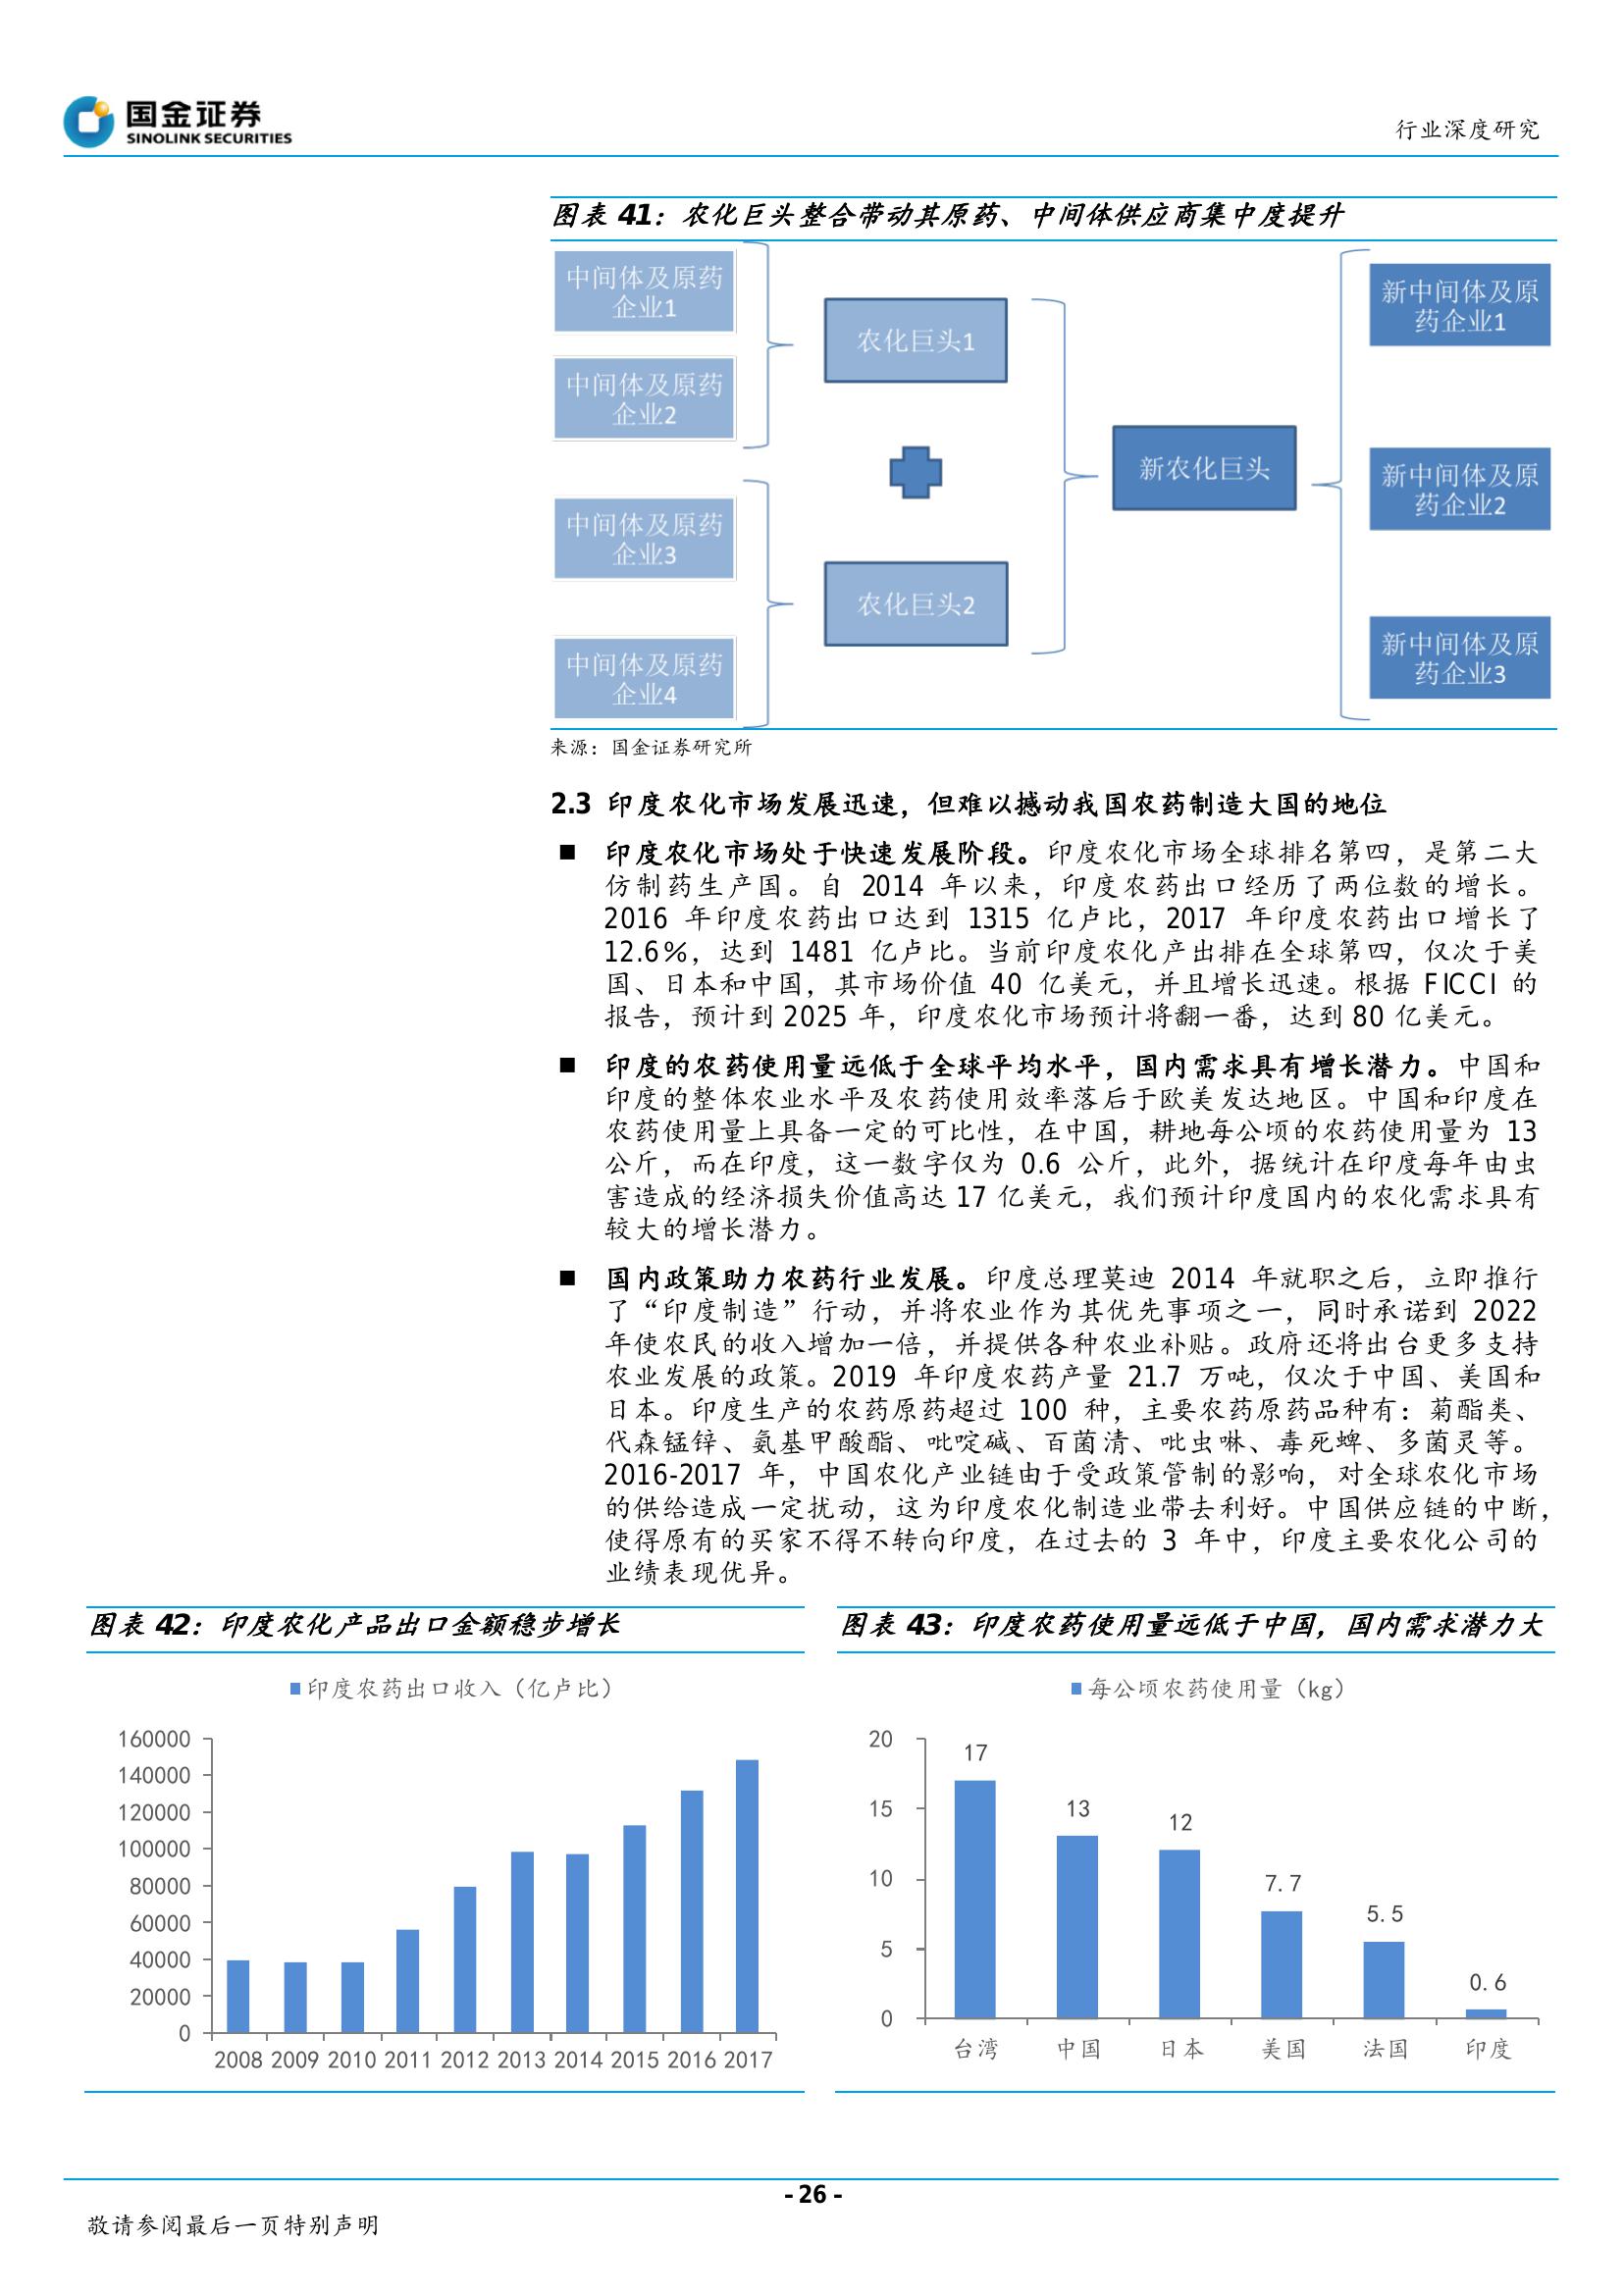 国金证券
SINOLINK SECURITIES
行业深度研究
图表 41：农化巨头整合带动其原药、中间体供应商集中度提升
中间体及原药
企业1
中间体及原药
企业2
中间体及原药
企业3
中间体及原药
企业4
农化巨头1
农化巨头2
新农化巨头
新中间体及原
药企业1
新中间体及原
药企业2
新中间体及原
药企业3
来源：国金证券研究所
2.3 印度农化市场发展迅速，但难以撼动我国农药制造大国的地位
■ 印度农化市场处于快速发展阶段。印度农化市场全球排名第四，是第二大
仿制药生产国。自 2014 年以来，印度农药出口经历了两位数的增长。
2016 年印度农药出口达到 1315 亿卢比，2017 年印度农药出口增长了
12.6%，达到 1481 亿卢比。当前印度农化产出排在全球第四，仅次于美
国、日本和中国，其市场价值 40 亿美元，并且增长迅速。根据 FICCI 的
报告，预计到 2025 年，印度农化市场预计将翻一番，达到 80 亿美元。
■ 印度的农药使用量远低于全球平均水平，国内需求具有增长潜力。中国和
印度的整体农业水平及农药使用效率落后于欧美发达地区。中国和印度在
农药使用量上具备一定的可比性，在中国，耕地每公顷的农药使用量为 13
公斤，而在印度，这一数字仅为 0.6 公斤，此外，据统计在印度每年由虫
害造成的经济损失价值高达 17 亿美元，我们预计印度国内的农化需求具有
较大的增长潜力。
■ 国内政策助力农药行业发展。印度总理莫迪 2014 年就职之后，立即推行
了“印度制造”行动，并将农业作为其优先事项之一，同时承诺到 2022
年使农民的收入增加一倍，并提供各种农业补贴。政府还将出台更多支持
农业发展的政策。2019 年印度农药产量 21.7 万吨，仅次于中国、美国和
日本。印度生产的农药原药超过 100 种，主要农药原药品种有：菊酯类、
代森锰锌、氨基甲酸酯、吡啶碱、百菌清、吡虫啉、毒死蜱、多菌灵等。
2016-2017 年，中国农化产业链由于受政策管制的影响，对全球农化市场
的供给造成一定扰动，这为印度农化制造业带去利好。中国供应链的中断，
使得原有的买家不得不转向印度，在过去的 3 年中，印度主要农化公司的
业绩表现优异。
图表 42：印度农化产品出口金额稳步增长
印度农药出口收入（亿卢比）
160000
140000
120000
100000
80000
60000
40000
20000
0
2008 2009 2010 2011 2012 2013 2014 2015 2016 2017
图表 43：印度农药使用量远低于中国，国内需求潜力大
每公顷农药使用量（kg）
20
15
10
5
0
17
13
12
7.7
5.5
0.6
台湾 中国 日本 美国 法国 印度
- 26 -
敬请参阅最后一页特别声明